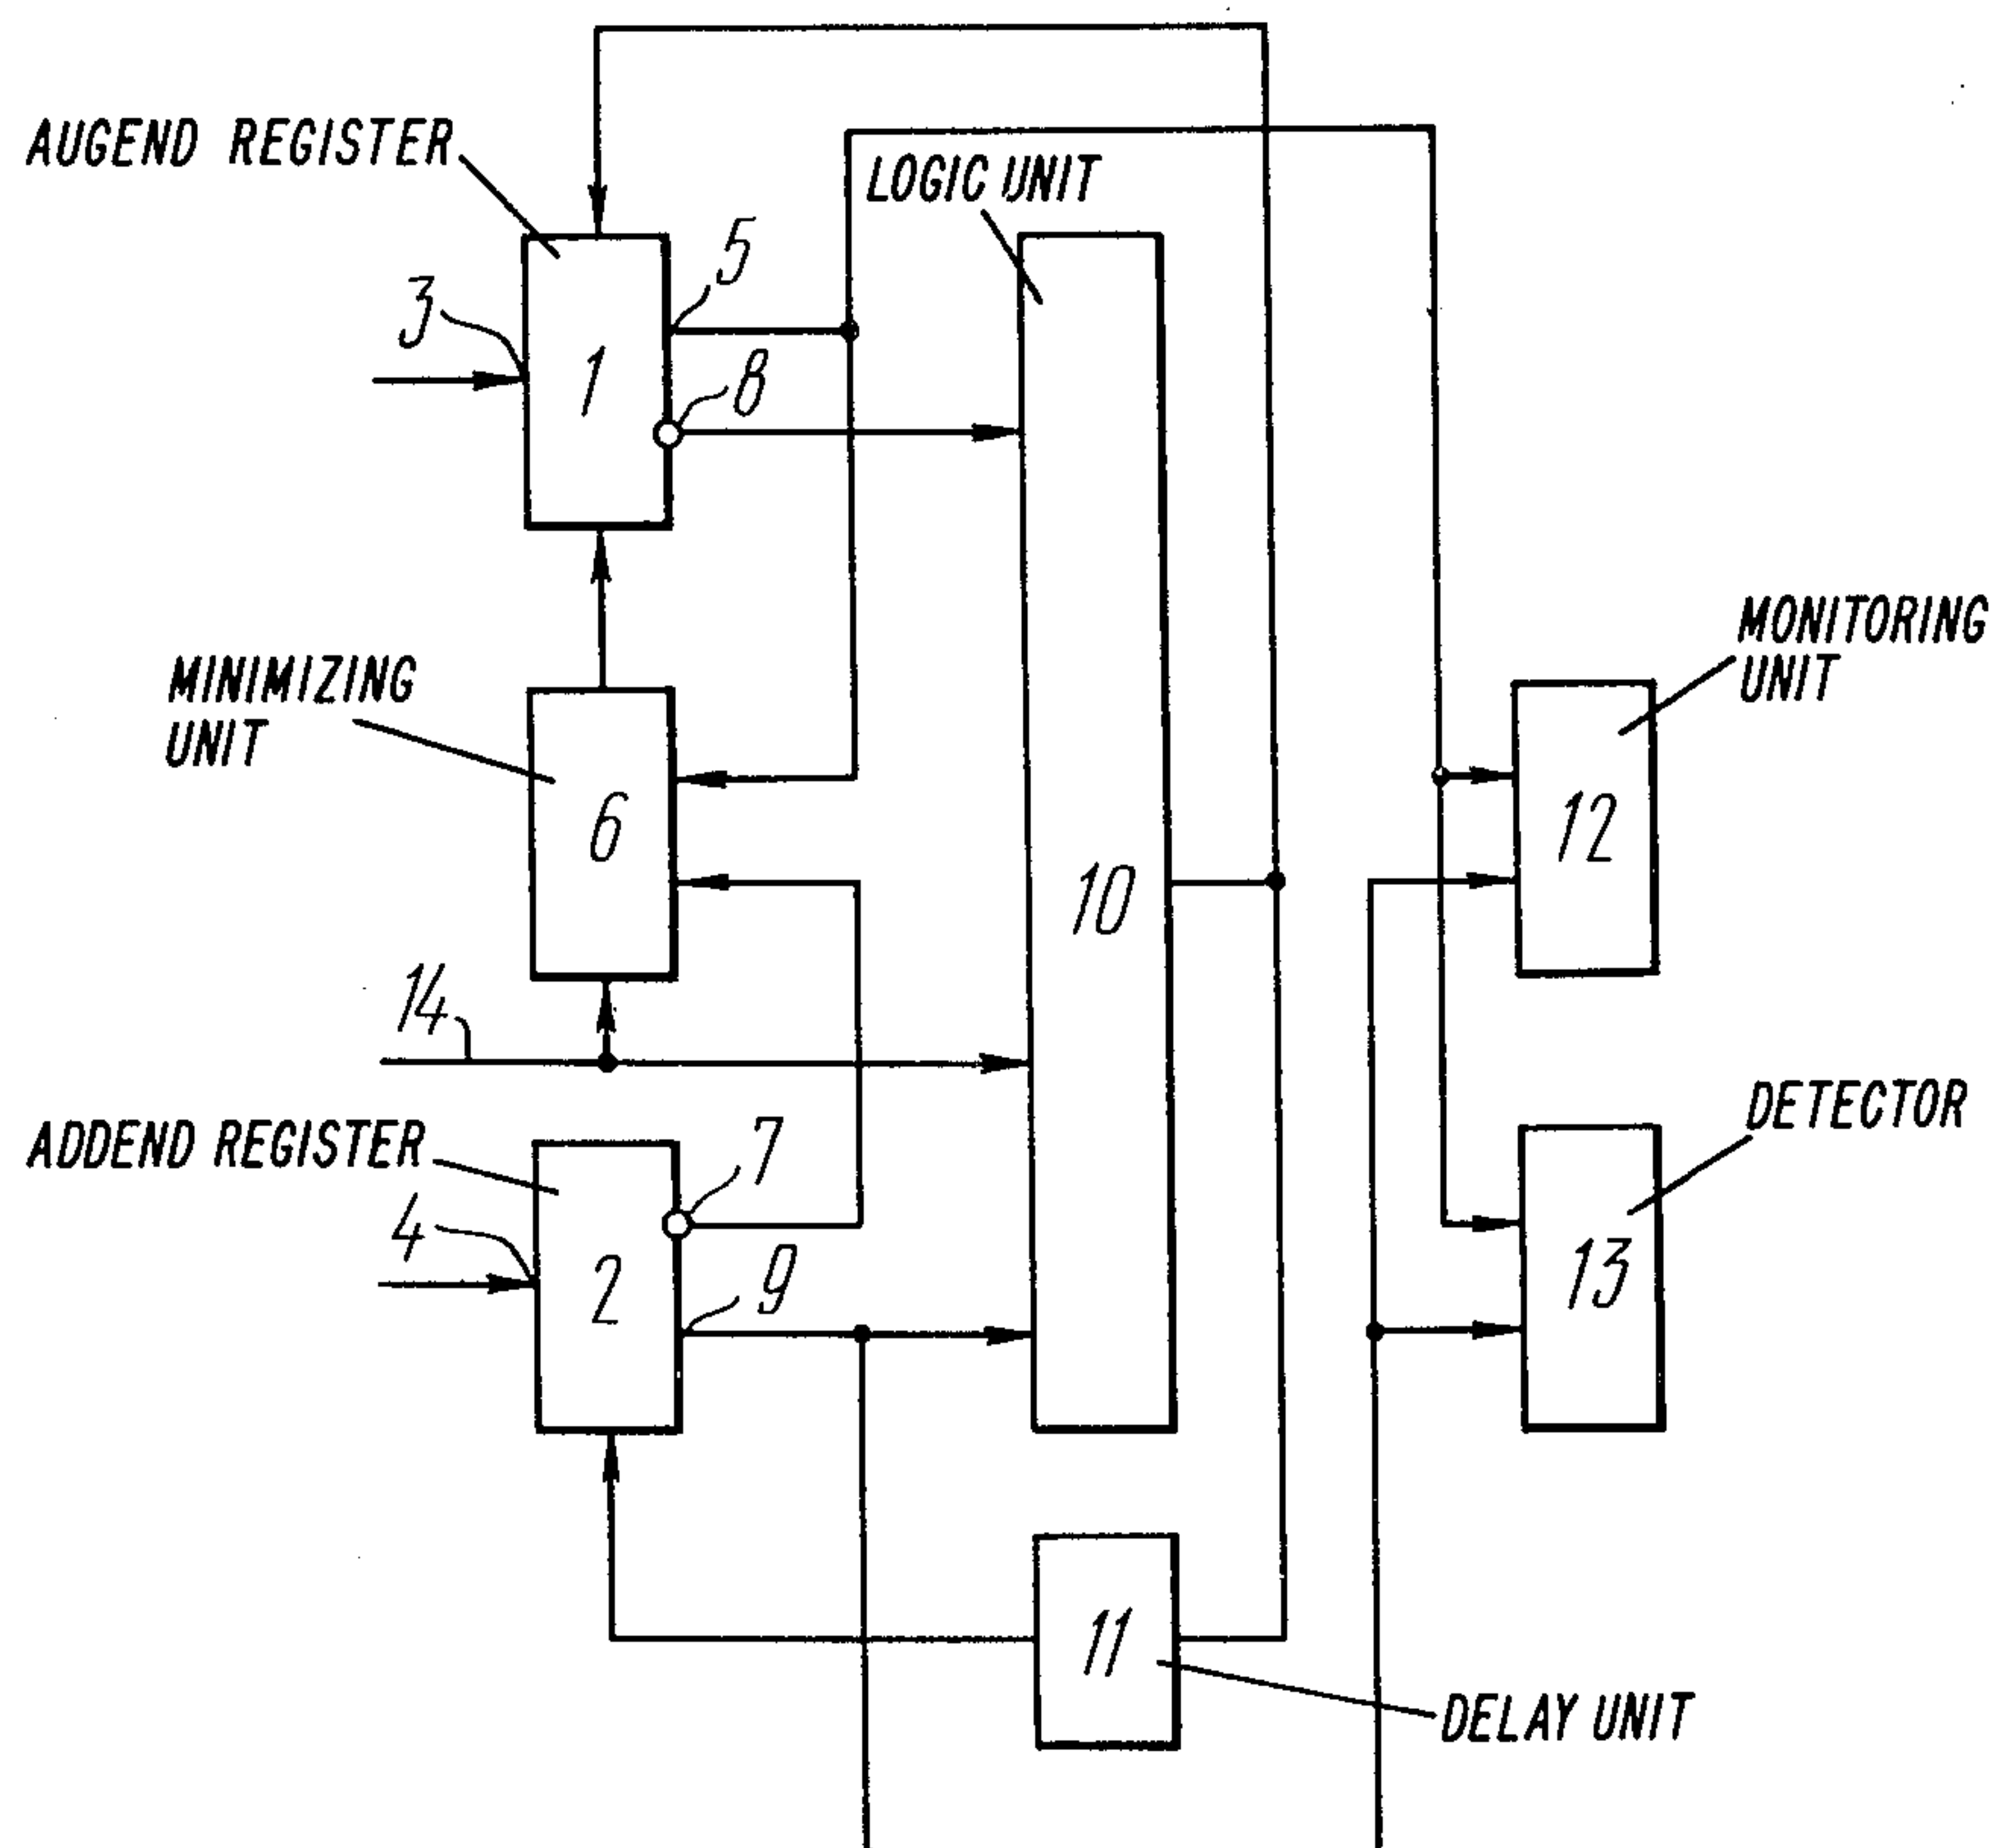 AUGEND REGISTER
LOGIC UNIT
5
3
1
8
MONITORING
UNIT
MINIMIZING
UNIT
6
12
10
14
DETECTOR
ADDEND REGISTER
7
4
2
9
13
11
DELAY UNIT